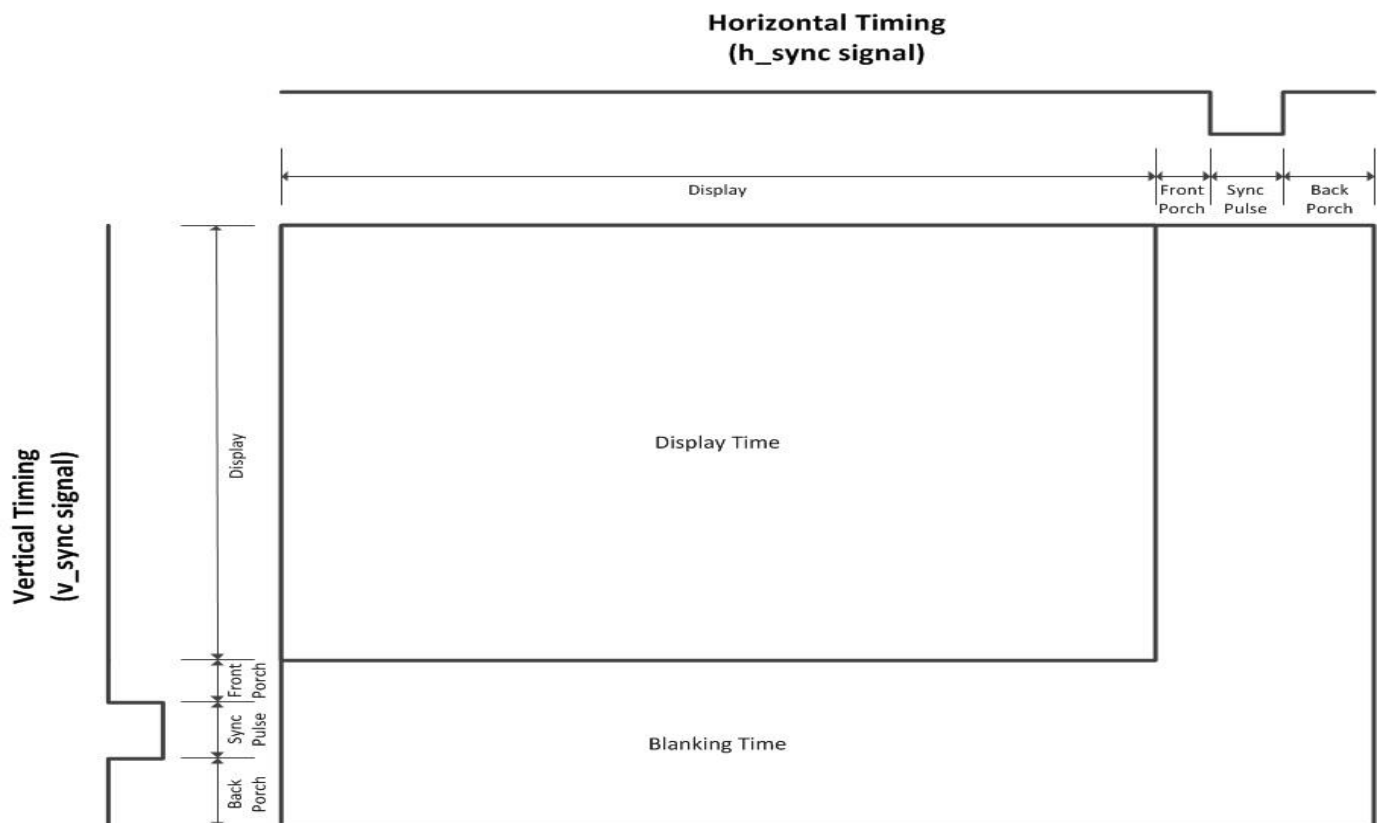 Horizontal Timing
(h_sync signal)
Display
Front
Porch
Sync
Pulse
Back
Porch
Vertical Timing
(v_sync signal)
Display
Front
Porch
Sync
Pulse
Back
Porch
Display Time
Blanking Time